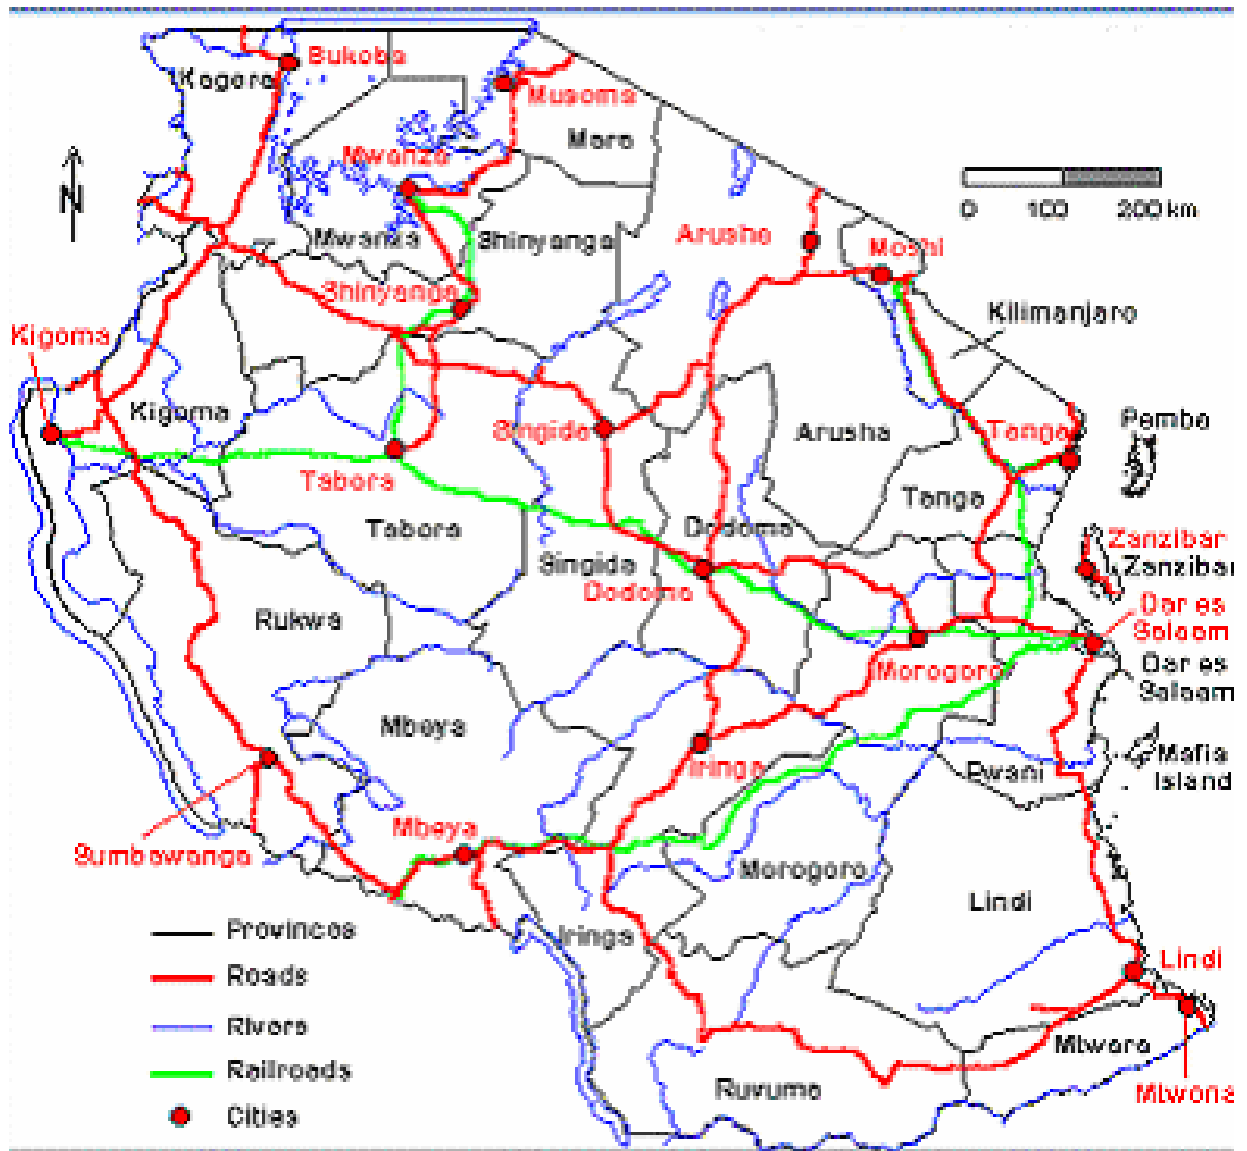 Bukoba
Kagera
Musoma
Mara
Mwanza
N
0 100 200 km
Mwanza
Shinyanga
Arusha
Moshi
Shinyanga
Kilimanjaro
Kigoma
Kigoma
Singida
Arusha
Tanga
Pemba
Tabora
Tanga
Tabora
Dodoma
Singida
Zanzibar
Zanzibar
Dodoma
Dar es
Salaam
Rukwa
Morogoro
Dar es
Salaam
Mbeya
Iringa
Pwani
Mafia
Island
Mbeya
Sumbawanga
Morogoro
Lindi
Provinces
Iringa
Lindi
Roads
Rivers
Mtwara
Railroads
Ruvuma
Mtwana
Cities